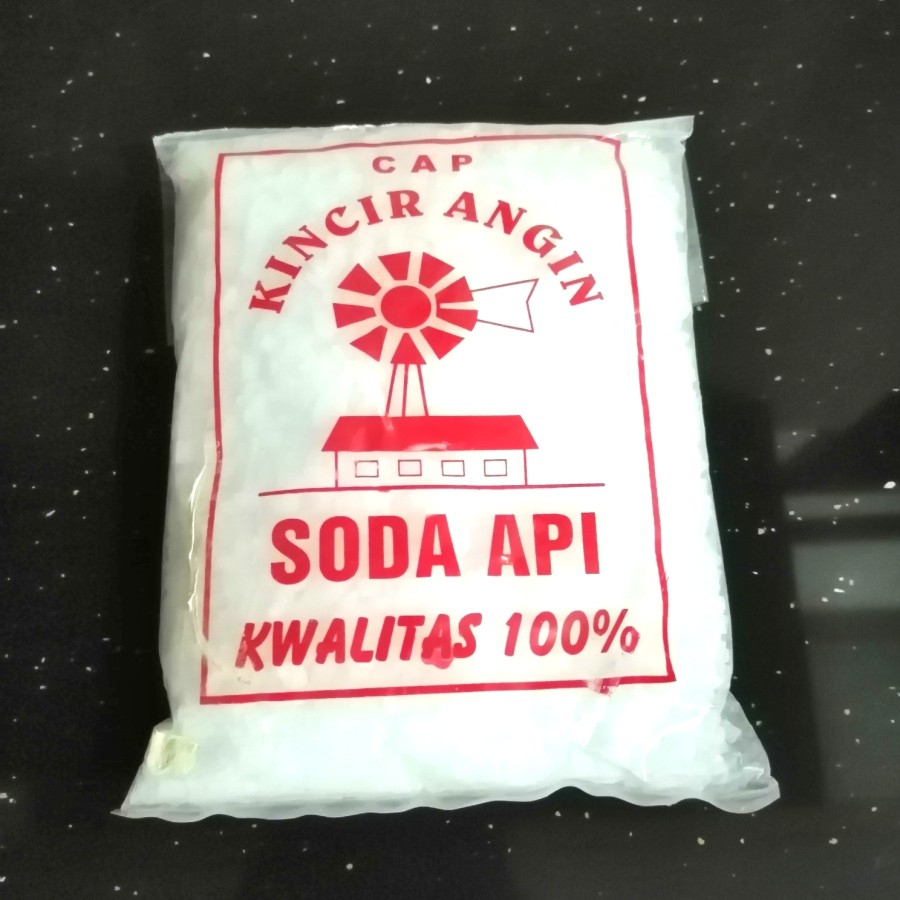 CAP
KINCIR ANGIN
SODA API
KWALITAS 100%